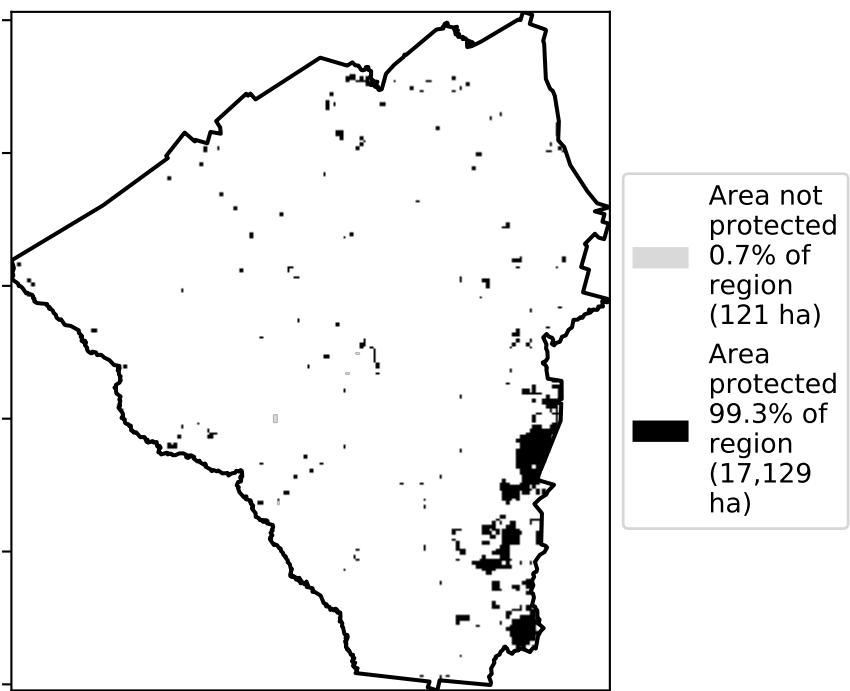 Area not
protected
0.7% of
region
(121 ha)
Area
protected
99.3% of
region
(17,129
ha)